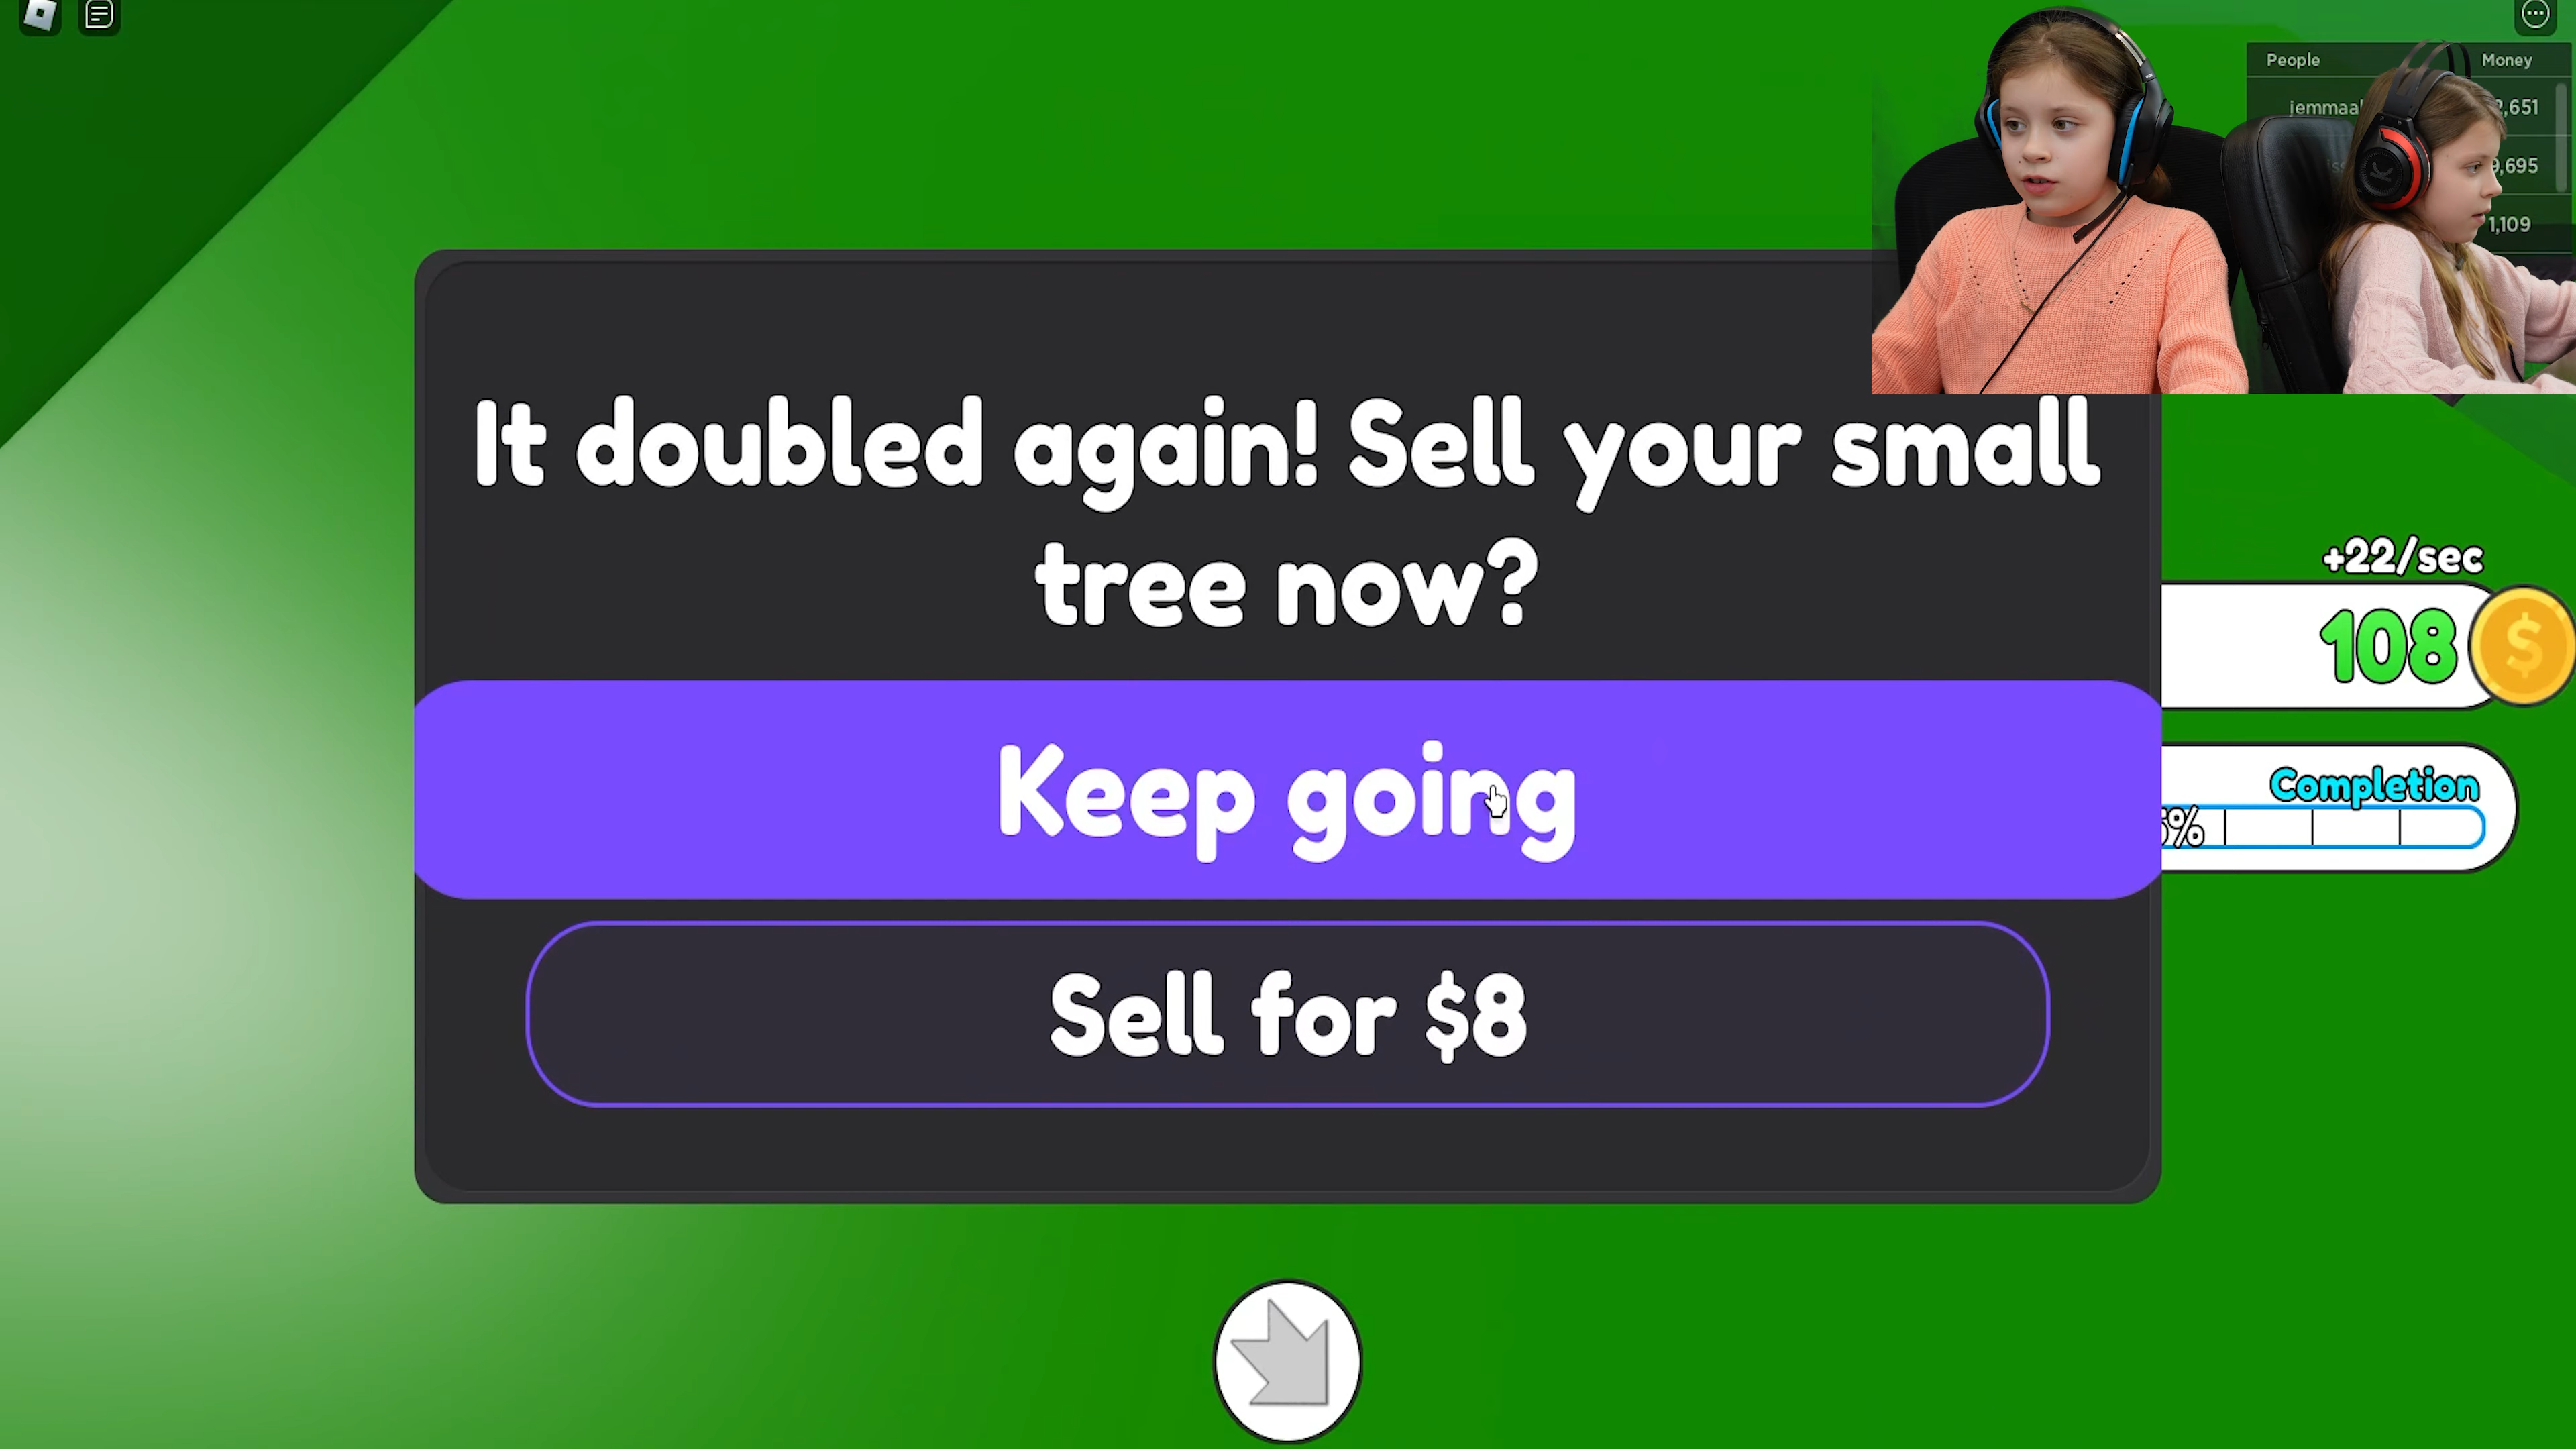 People Money
2,651
9,695
1,109
It doubled again! Sell your small
tree now?
+22/sec
108
Keep going
Completion
Sell for $8